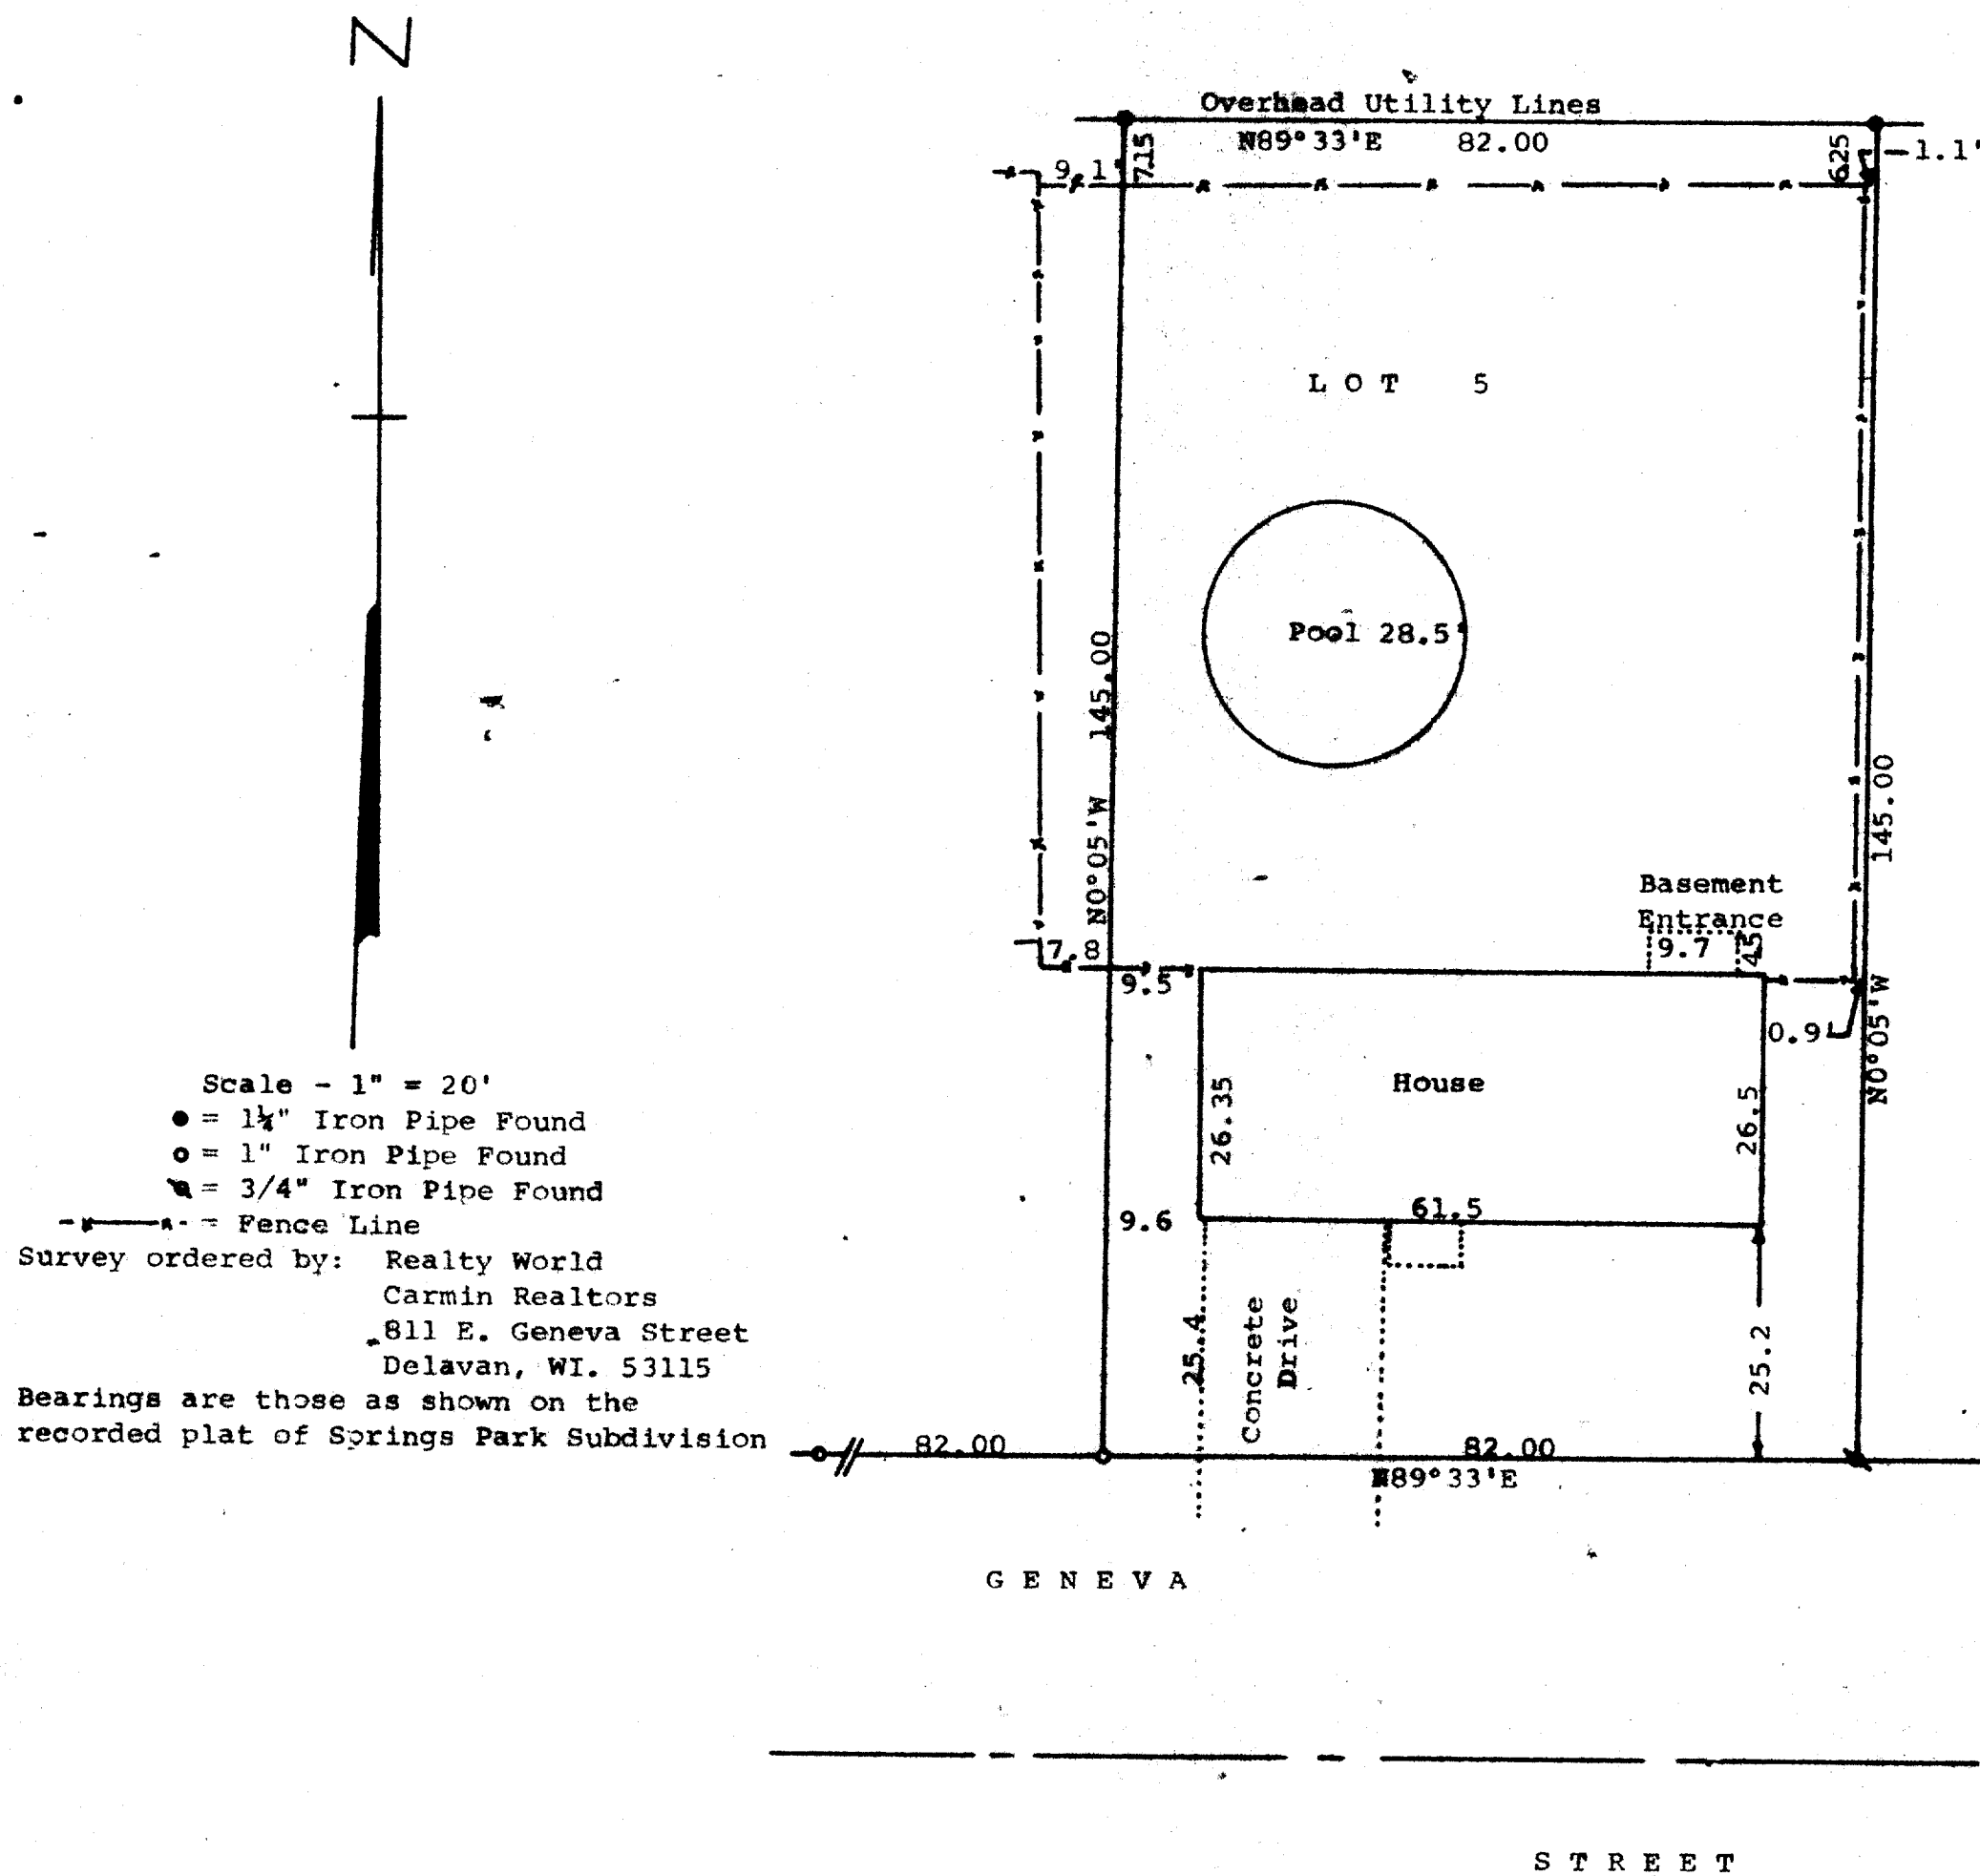 N
Overhead Utility Lines
N89°33'E 82.00
9.1'
7.15
6.25
1.1'
LOT 5
Pool 28.5'
N0°05'W 145.00
145.00
N0°05'W
Basement
Entrance
9.7
45
7.8
9.5
0.9
House
26.35
26.5
61.5
9.6
25.4
Concrete
Drive
25.2
Scale - 1" = 20'
● = 1¼" Iron Pipe Found
o = 1" Iron Pipe Found
= 3/4" Iron Pipe Found
-x——x- = Fence Line
Survey ordered by: Realty World
Carmin Realtors
811 E. Geneva Street
Delavan, WI. 53115
Bearings are those as shown on the
recorded plat of Springs Park Subdivision
82.00
82.00
N89°33'E
GENEVA
STREET